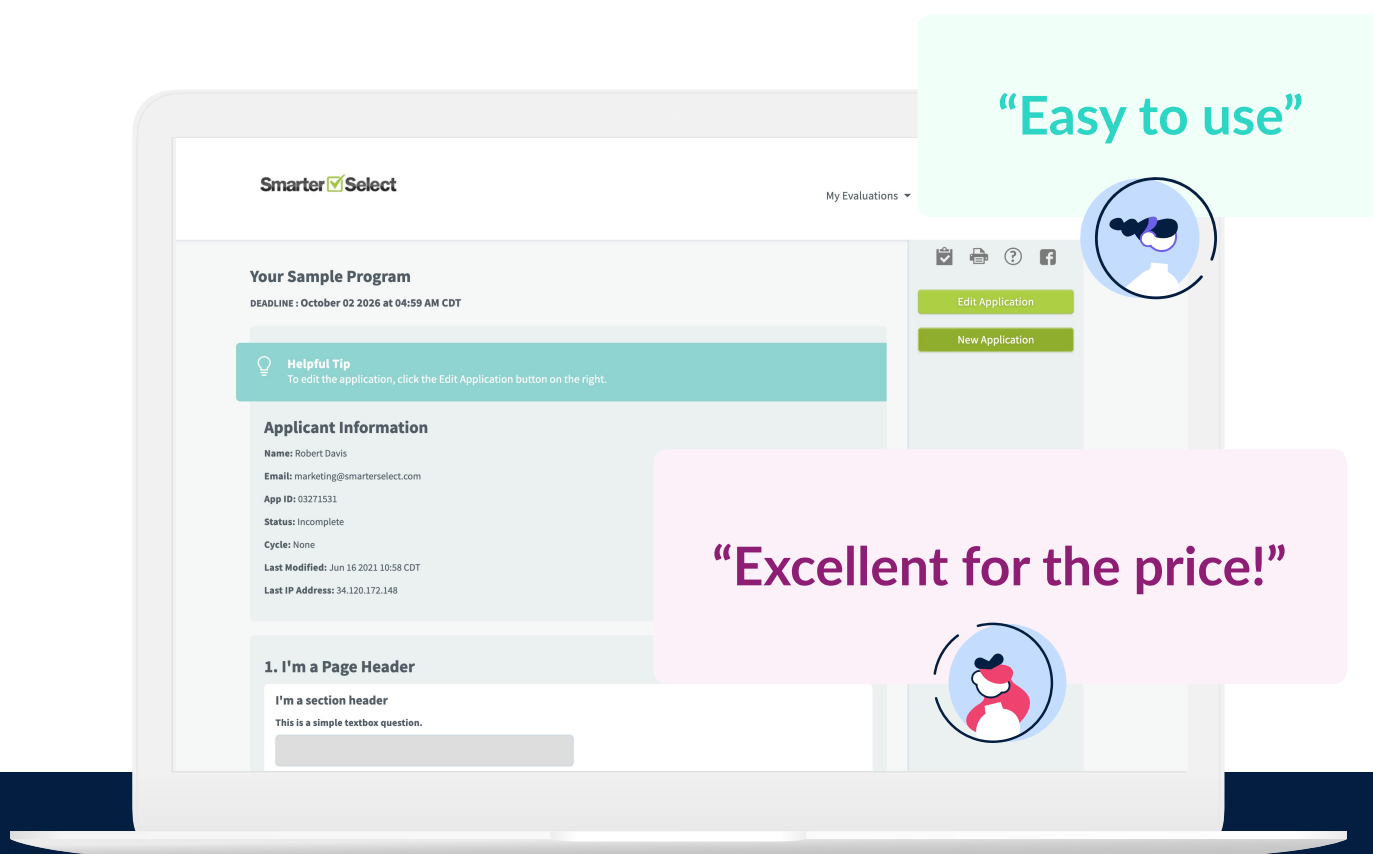 “Easy to use”
Smarter Select
My Evaluations
Your Sample Program
DEADLINE : October 02 2026 at 04:59 AM CDT
Edit Application
New Application
Helpful Tip
To edit the application, click the Edit Application button on the right.
Applicant Information
Name: Robert Davis
Email: marketing@smarterselect.com
App ID: 03271531
Status: Incomplete
Cycle: None
Last Modified: Jun 16 2021 10:58 CDT
Last IP Address: 34.120.172.148
“Excellent for the price!”
1. I'm a Page Header
I'm a section header
This is a simple textbox question.